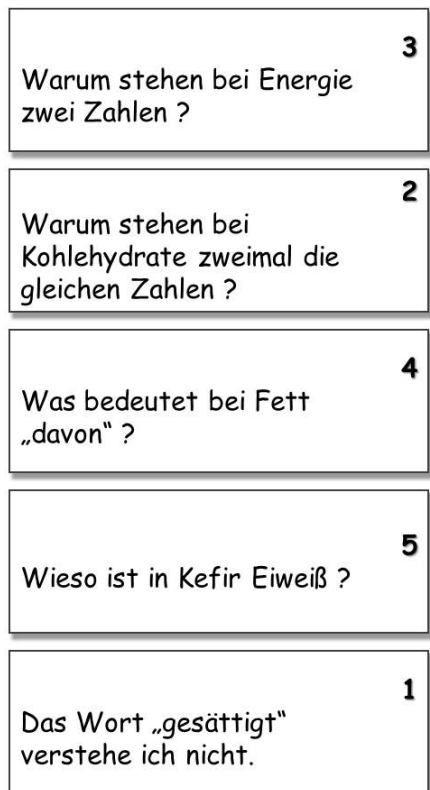 3
Warum stehen bei Energie
zwei Zahlen ?
2
Warum stehen bei
Kohlehydrate zweimal die
gleichen Zahlen ?
4
Was bedeutet bei Fett
„davon“ ?
5
Wieso ist in Kefir Eiweiß ?
1
Das Wort „gesättigt“
verstehe ich nicht.